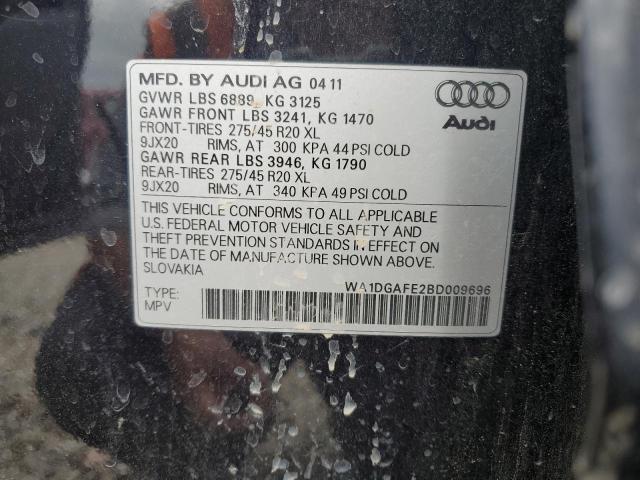 MFD. BY AUDI AG 04 11
GVWR LBS 6889, KG 3125
GAWR FRONT LBS 3241, KG 1470
FRONT-TIRES 275/45 R20 XL
9JX20 RIMS, AT 300 KPA 44 PSI COLD
GAWR REAR LBS 3946, KG 1790
REAR-TIRES 275/45 R20 XL
9JX20 RIMS, AT 340 KPA 49 PSI COLD
Audi
THIS VEHICLE CONFORMS TO ALL APPLICABLE
U.S. FEDERAL MOTOR VEHICLE SAFETY AND
THEFT PREVENTION STANDARDS IN EFFECT ON
THE DATE OF MANUFACTURE SHOWN ABOVE.
SLOVAKIA
WA1DGAFE2BD009696
TYPE:
MPV